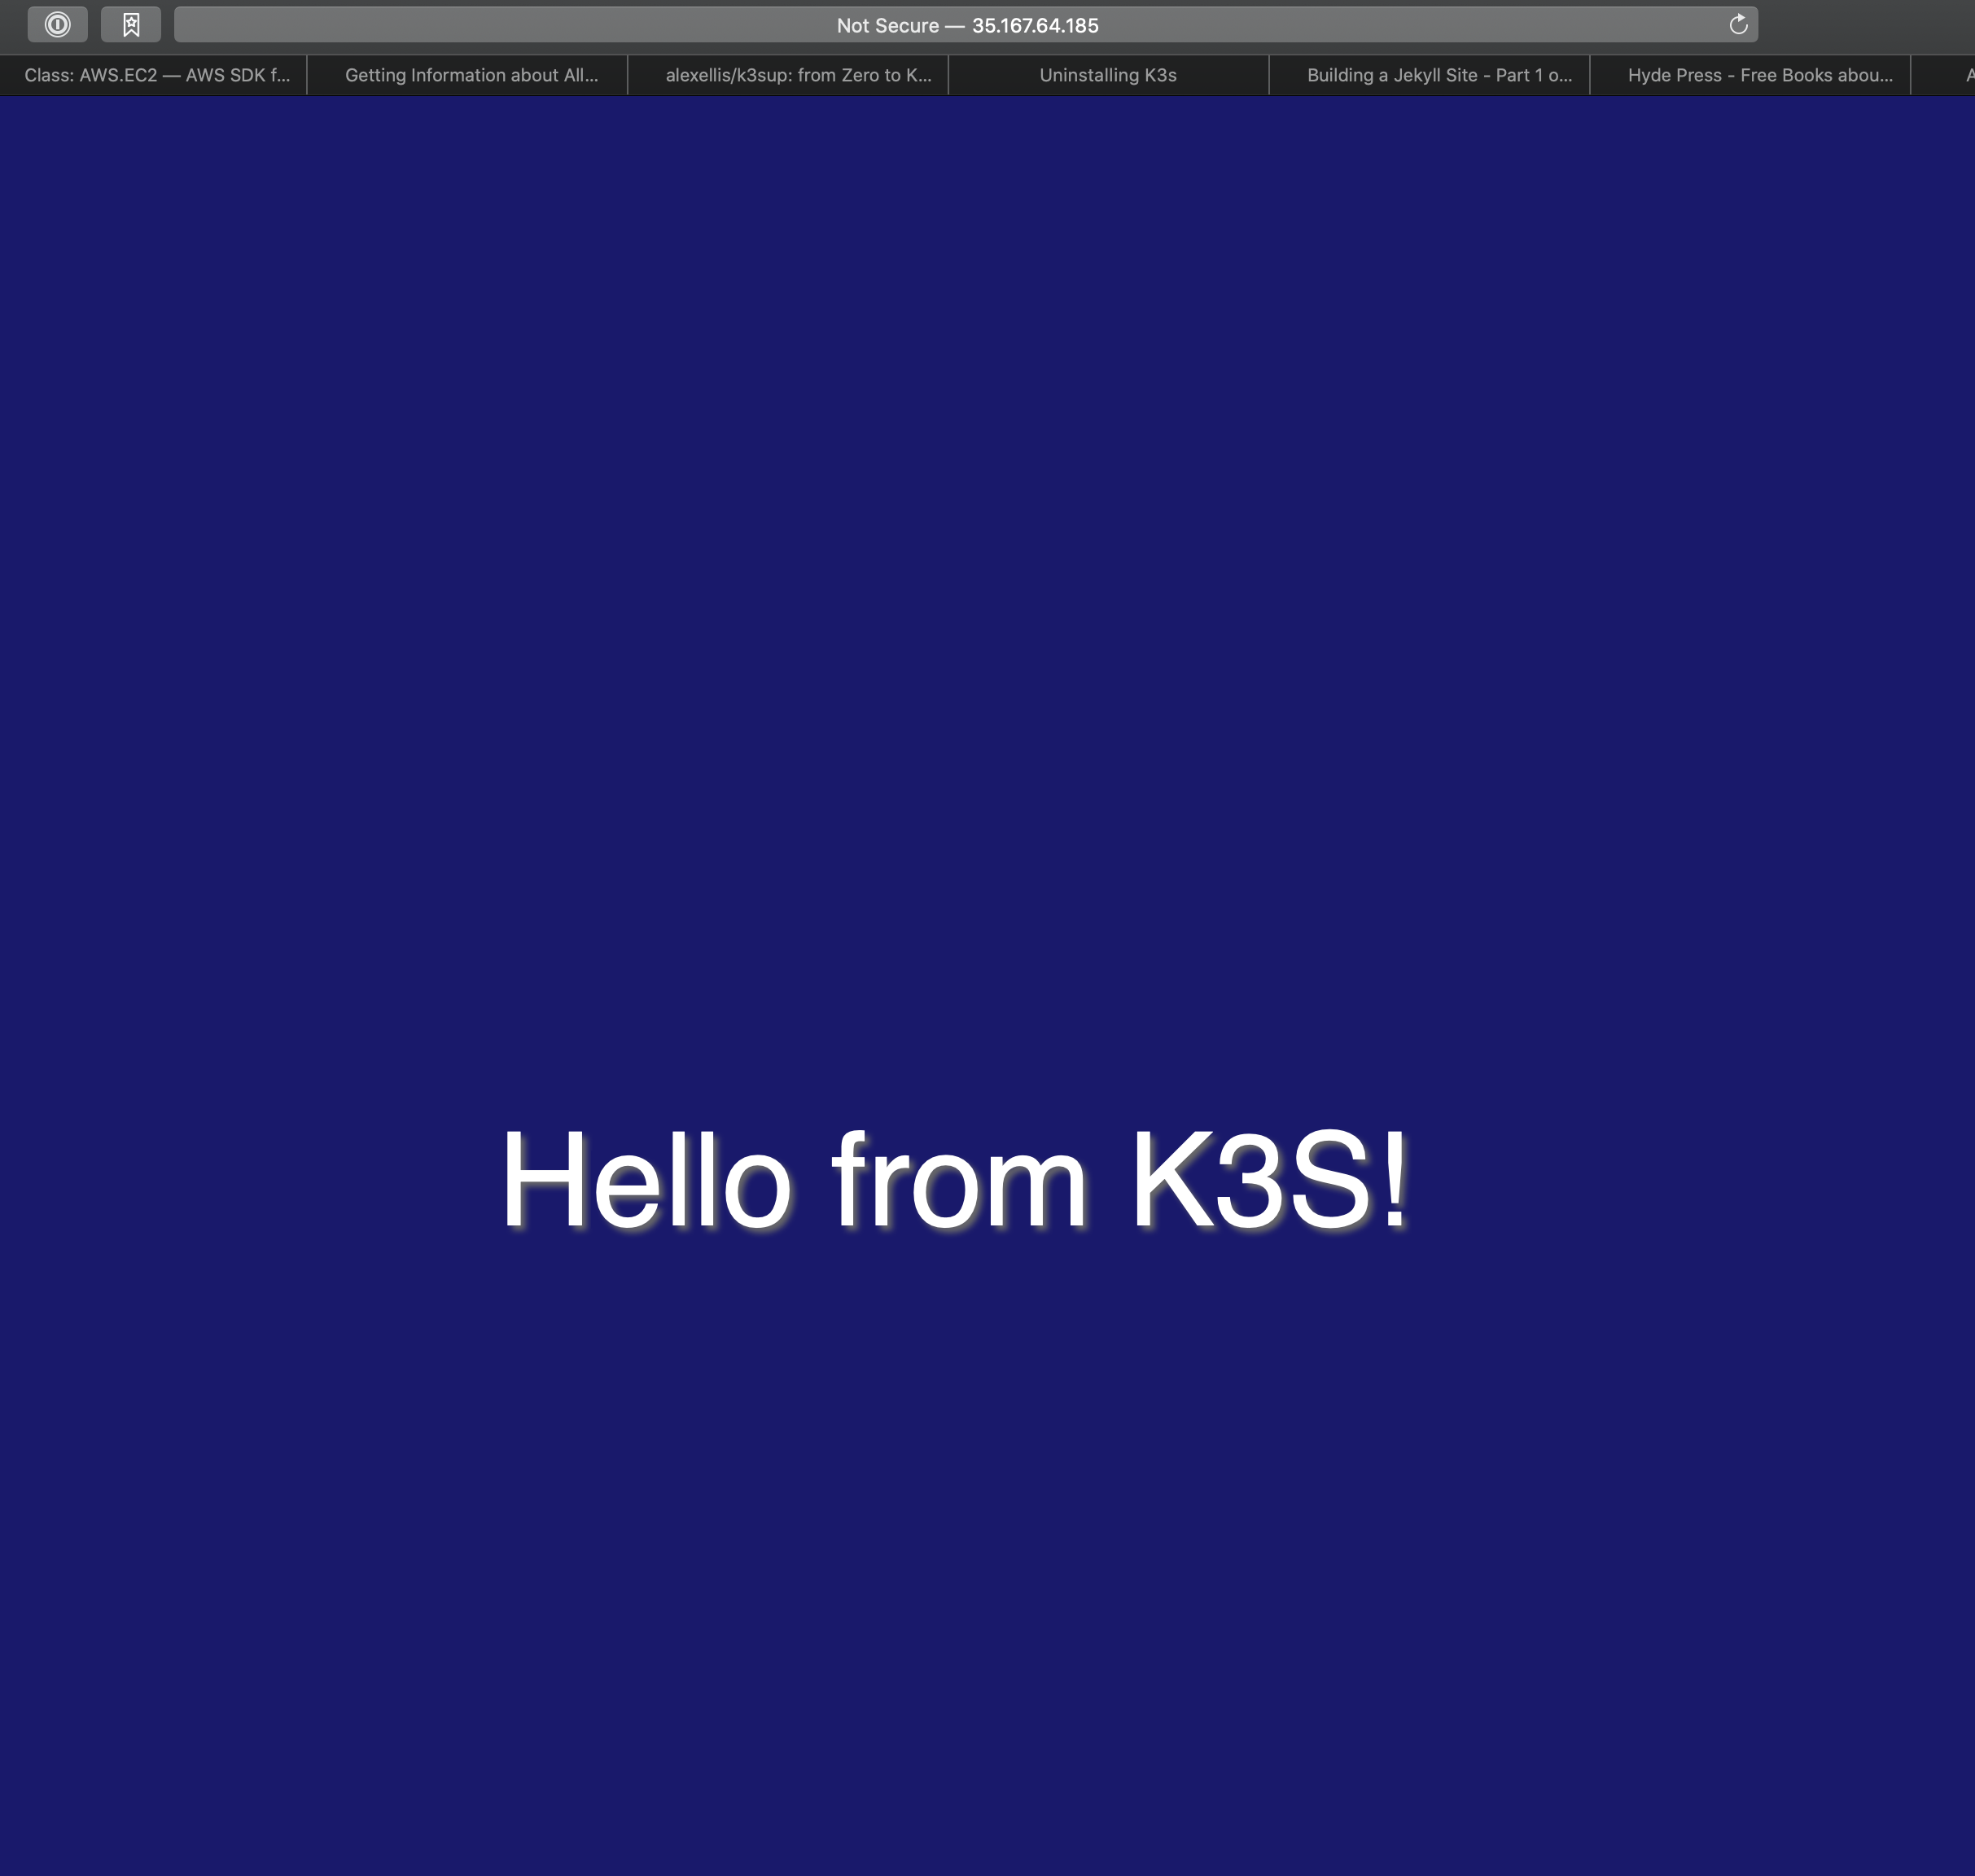 Not Secure — 35.167.64.185
Class: AWS.EC2 — AWS SDK f...
Getting Information about All...
alexellis/k3sup: from Zero to K...
Uninstalling K3s
Building a Jekyll Site - Part 1 o...
Hyde Press - Free Books abou...
A
Hello from K3S!